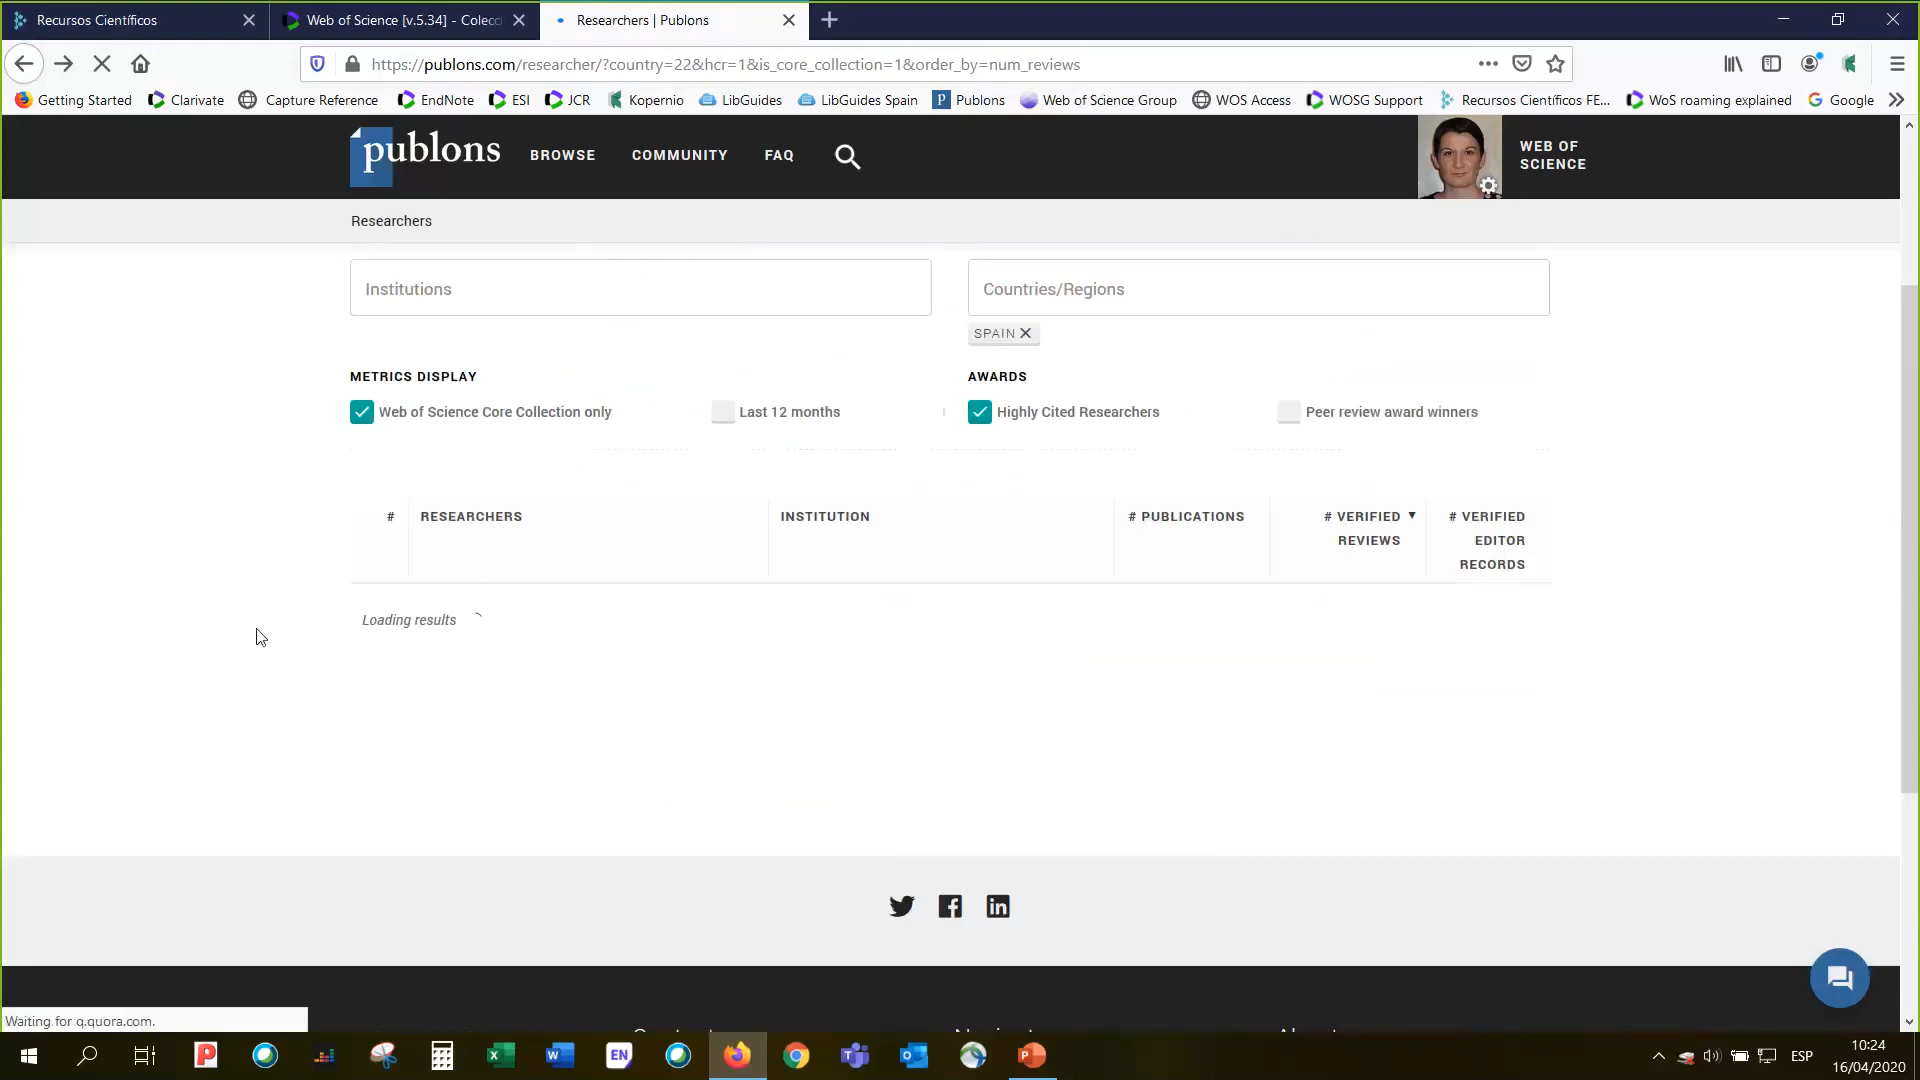 Recursos Científicos
Web of Science [v.5.34] - Colecci
Researchers | Publons
https://publons.com/researcher/?country=22&hcr=1&is_core_collection=1&order_by=num_reviews
Getting Started Clarivate Capture Reference EndNote ESI JCR Kopernio LibGuides LibGuides Spain Publons Web of Science Group WOS Access WOSG Support Recursos Científicos FE... WoS roaming explained Google
publons BROWSE COMMUNITY FAQ
WEB OF
SCIENCE
Researchers
Institutions
Countries/Regions
SPAIN
METRICS DISPLAY
AWARDS
Web of Science Core Collection only
Last 12 months
Highly Cited Researchers
Peer review award winners
# RESEARCHERS INSTITUTION # PUBLICATIONS # VERIFIED REVIEWS # VERIFIED EDITOR RECORDS
Loading results
Waiting for q.quora.com.
EN
ESP
10:24
16/04/2020